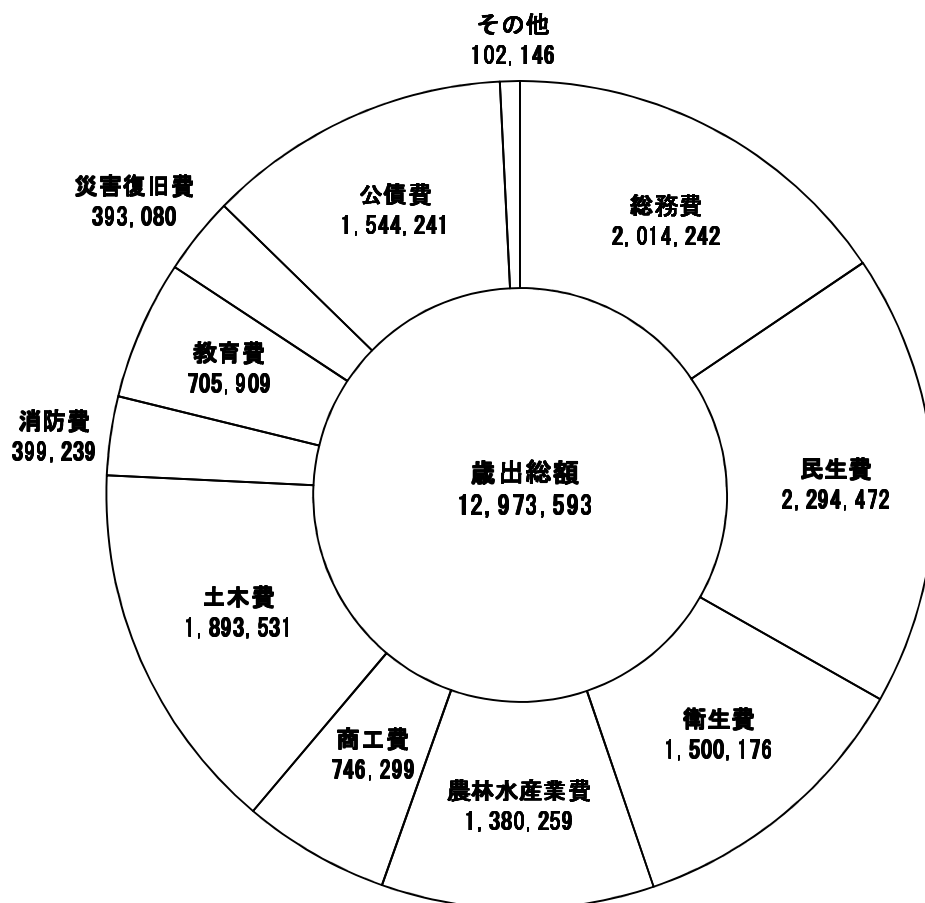 その他
102,146
総務費
2,014,242
民生費
2,294,472
衛生費
1,500,176
農林水産業費
1,380,259
商工費
746,299
土木費
1,893,531
消防費
399,239
教育費
705,909
災害復旧費
393,080
公債費
1,544,241
歳出総額
12,973,593